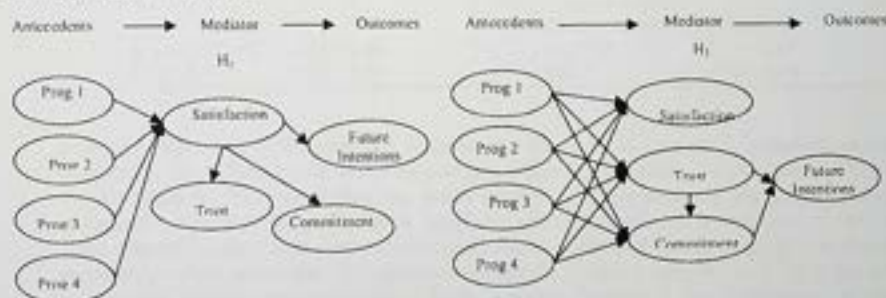 Antecedents Mediator Outcomes
H₁
Prog 1
Prog 2
Prog 3
Prog 4
Satisfaction
Trust
Commitment
Future
Intentions
Antecedents Mediator Outcomes
Prog 1
Prog 2
Prog 3
Prog 4
Satisfaction
Trust
Commitment
Future
Intentions